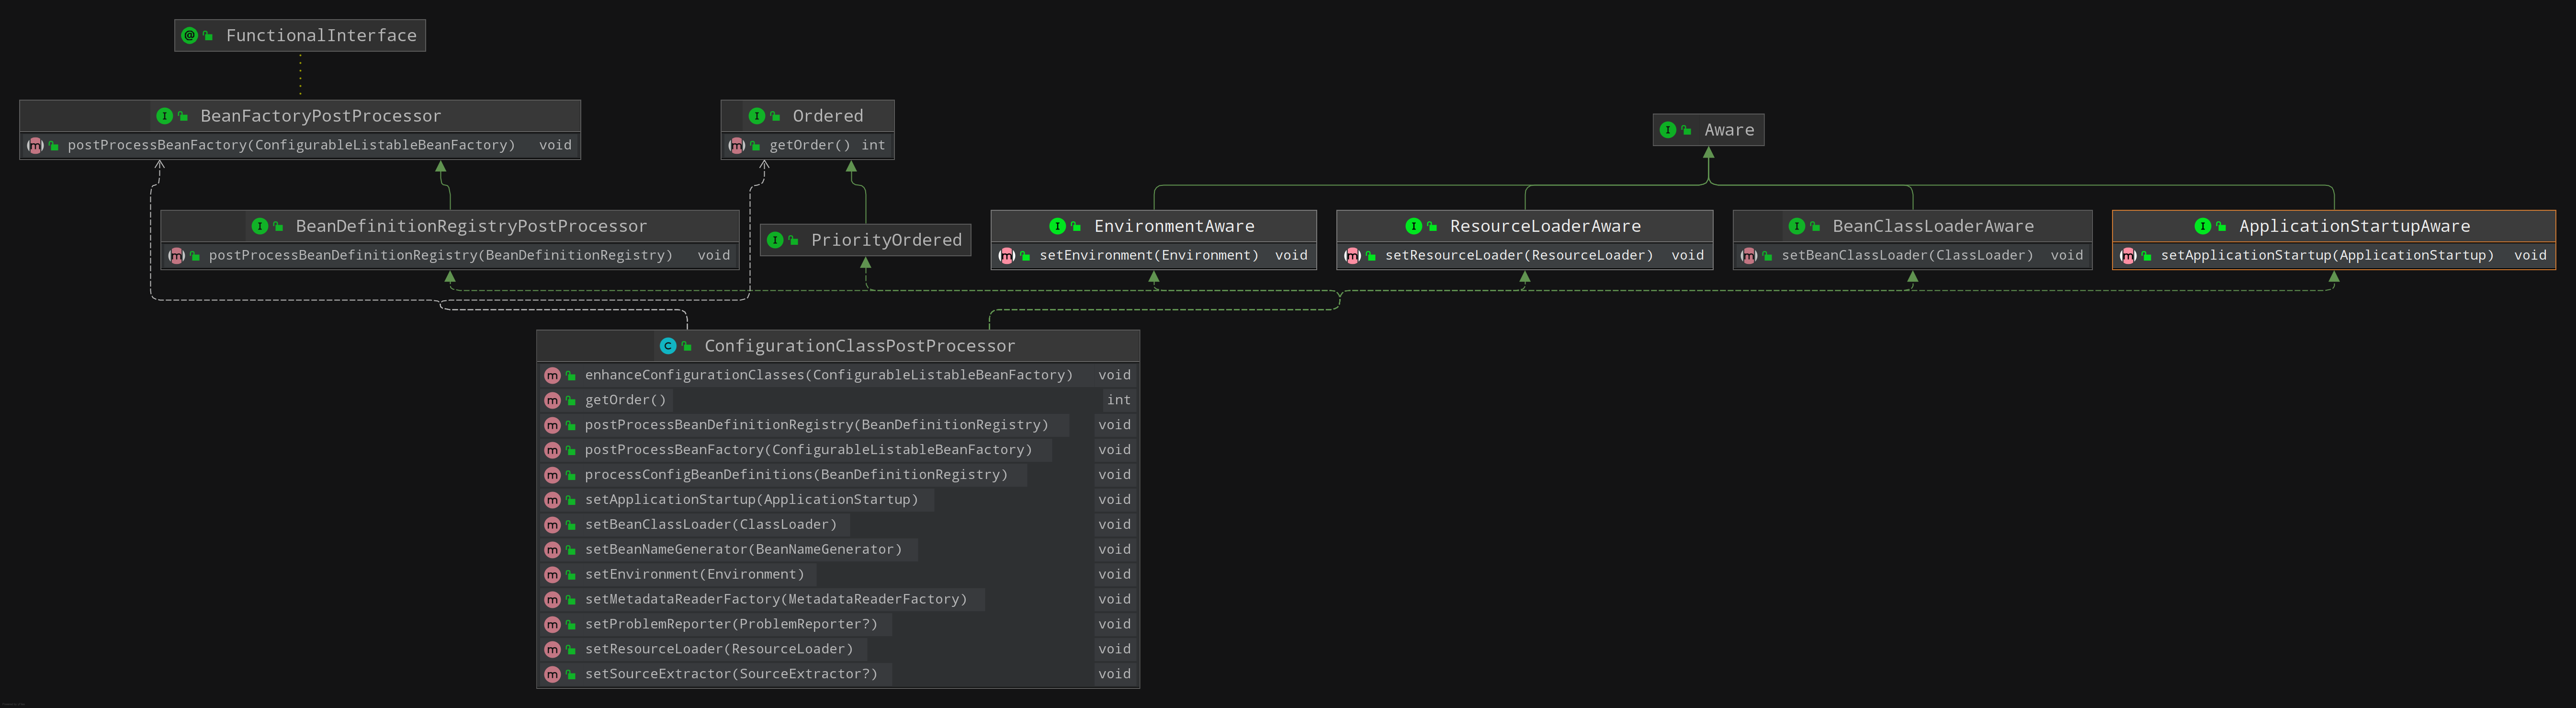 FunctionalInterface
BeanFactoryPostProcessor
postProcessBeanFactory(ConfigurableListableBeanFactory) void
Ordered
getOrder() int
Aware
BeanDefinitionRegistryPostProcessor
postProcessBeanDefinitionRegistry(BeanDefinitionRegistry) void
PriorityOrdered
EnvironmentAware
setEnvironment(Environment) void
ResourceLoaderAware
setResourceLoader(ResourceLoader) void
BeanClassLoaderAware
setBeanClassLoader(ClassLoader) void
ApplicationStartupAware
setApplicationStartup(ApplicationStartup) void
ConfigurationClassPostProcessor
enhanceConfigurationClasses(ConfigurableListableBeanFactory) void
getOrder() int
postProcessBeanDefinitionRegistry(BeanDefinitionRegistry) void
postProcessBeanFactory(ConfigurableListableBeanFactory) void
processConfigBeanDefinitions(BeanDefinitionRegistry) void
setApplicationStartup(ApplicationStartup) void
setBeanClassLoader(ClassLoader) void
setBeanNameGenerator(BeanNameGenerator) void
setEnvironment(Environment) void
setMetadataReaderFactory(MetadataReaderFactory) void
setProblemReporter(ProblemReporter?) void
setResourceLoader(ResourceLoader) void
setSourceExtractor(SourceExtractor?) void